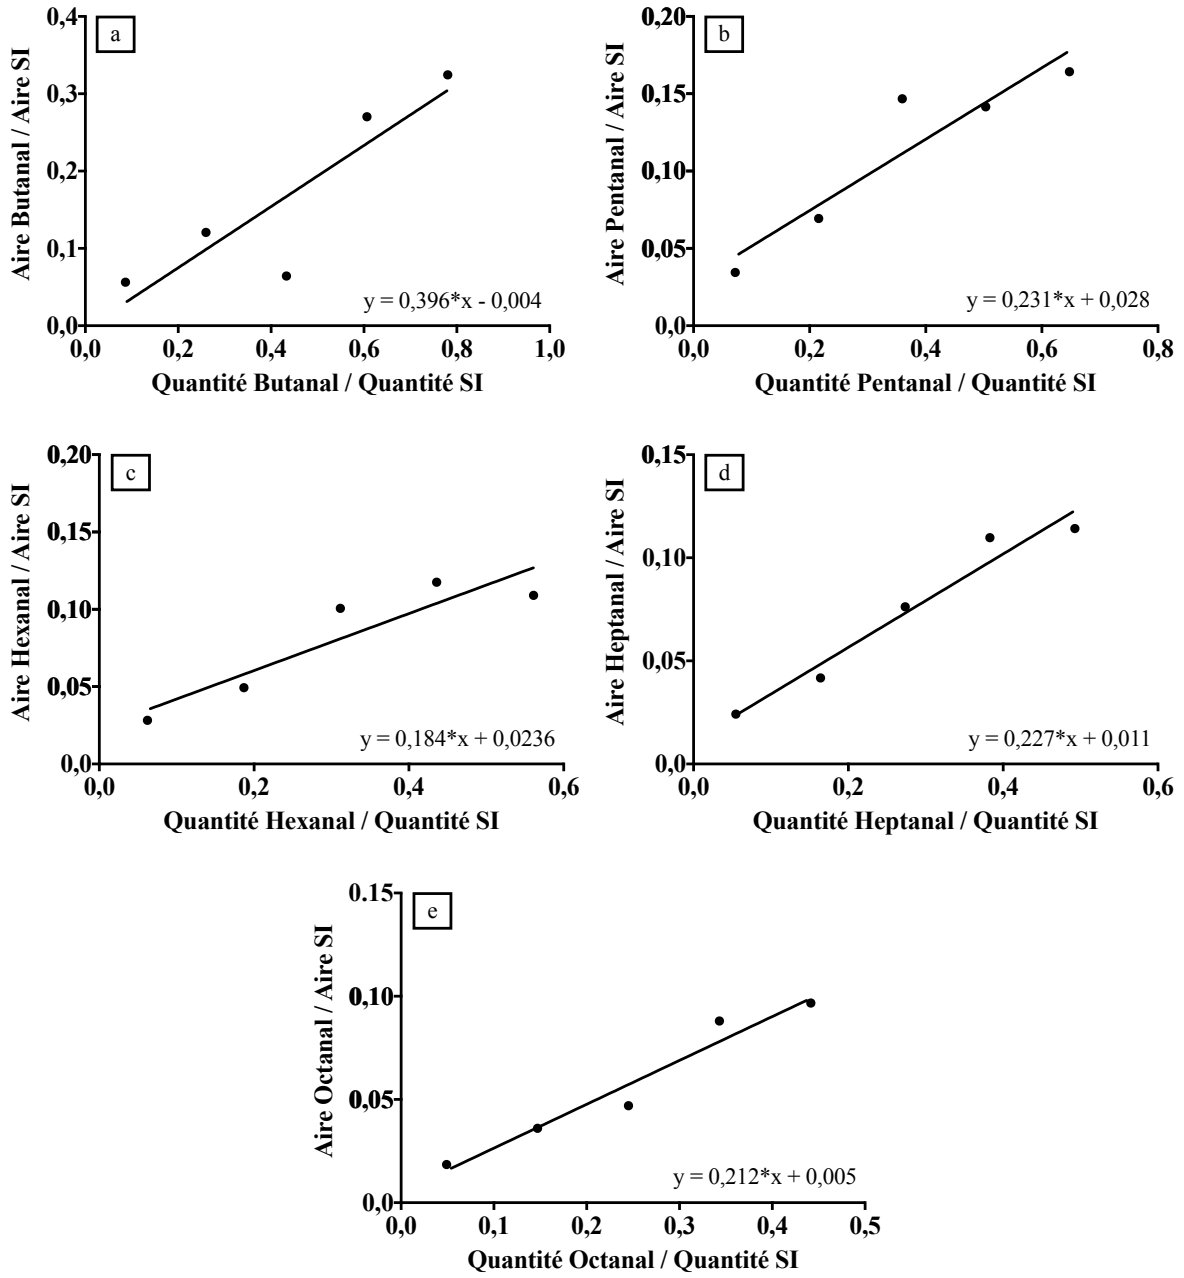 a
Aire Butanal / Aire SI
0,4
0,3
0,2
0,1
0,0
0,0 0,2 0,4 0,6 0,8 1,0
y = 0,396*x - 0,004
Quantité Butanal / Quantité SI
b
Aire Pentanal / Aire SI
0,20
0,15
0,10
0,05
0,0
0,0 0,2 0,4 0,6 0,8
y = 0,231*x + 0,028
Quantité Pentanal / Quantité SI
c
Aire Hexanal / Aire SI
0,20
0,15
0,10
0,05
0,0
0,0 0,2 0,4 0,6
y = 0,184*x + 0,0236
Quantité Hexanal / Quantité SI
d
Aire Heptanal / Aire SI
0,15
0,10
0,05
0,0
0,0 0,2 0,4 0,6
y = 0,227*x + 0,011
Quantité Heptanal / Quantité SI
e
Aire Octanal / Aire SI
0.15
0,10
0,05
0,0
0,0 0,1 0,2 0,3 0,4 0,5
y = 0,212*x + 0,005
Quantité Octanal / Quantité SI